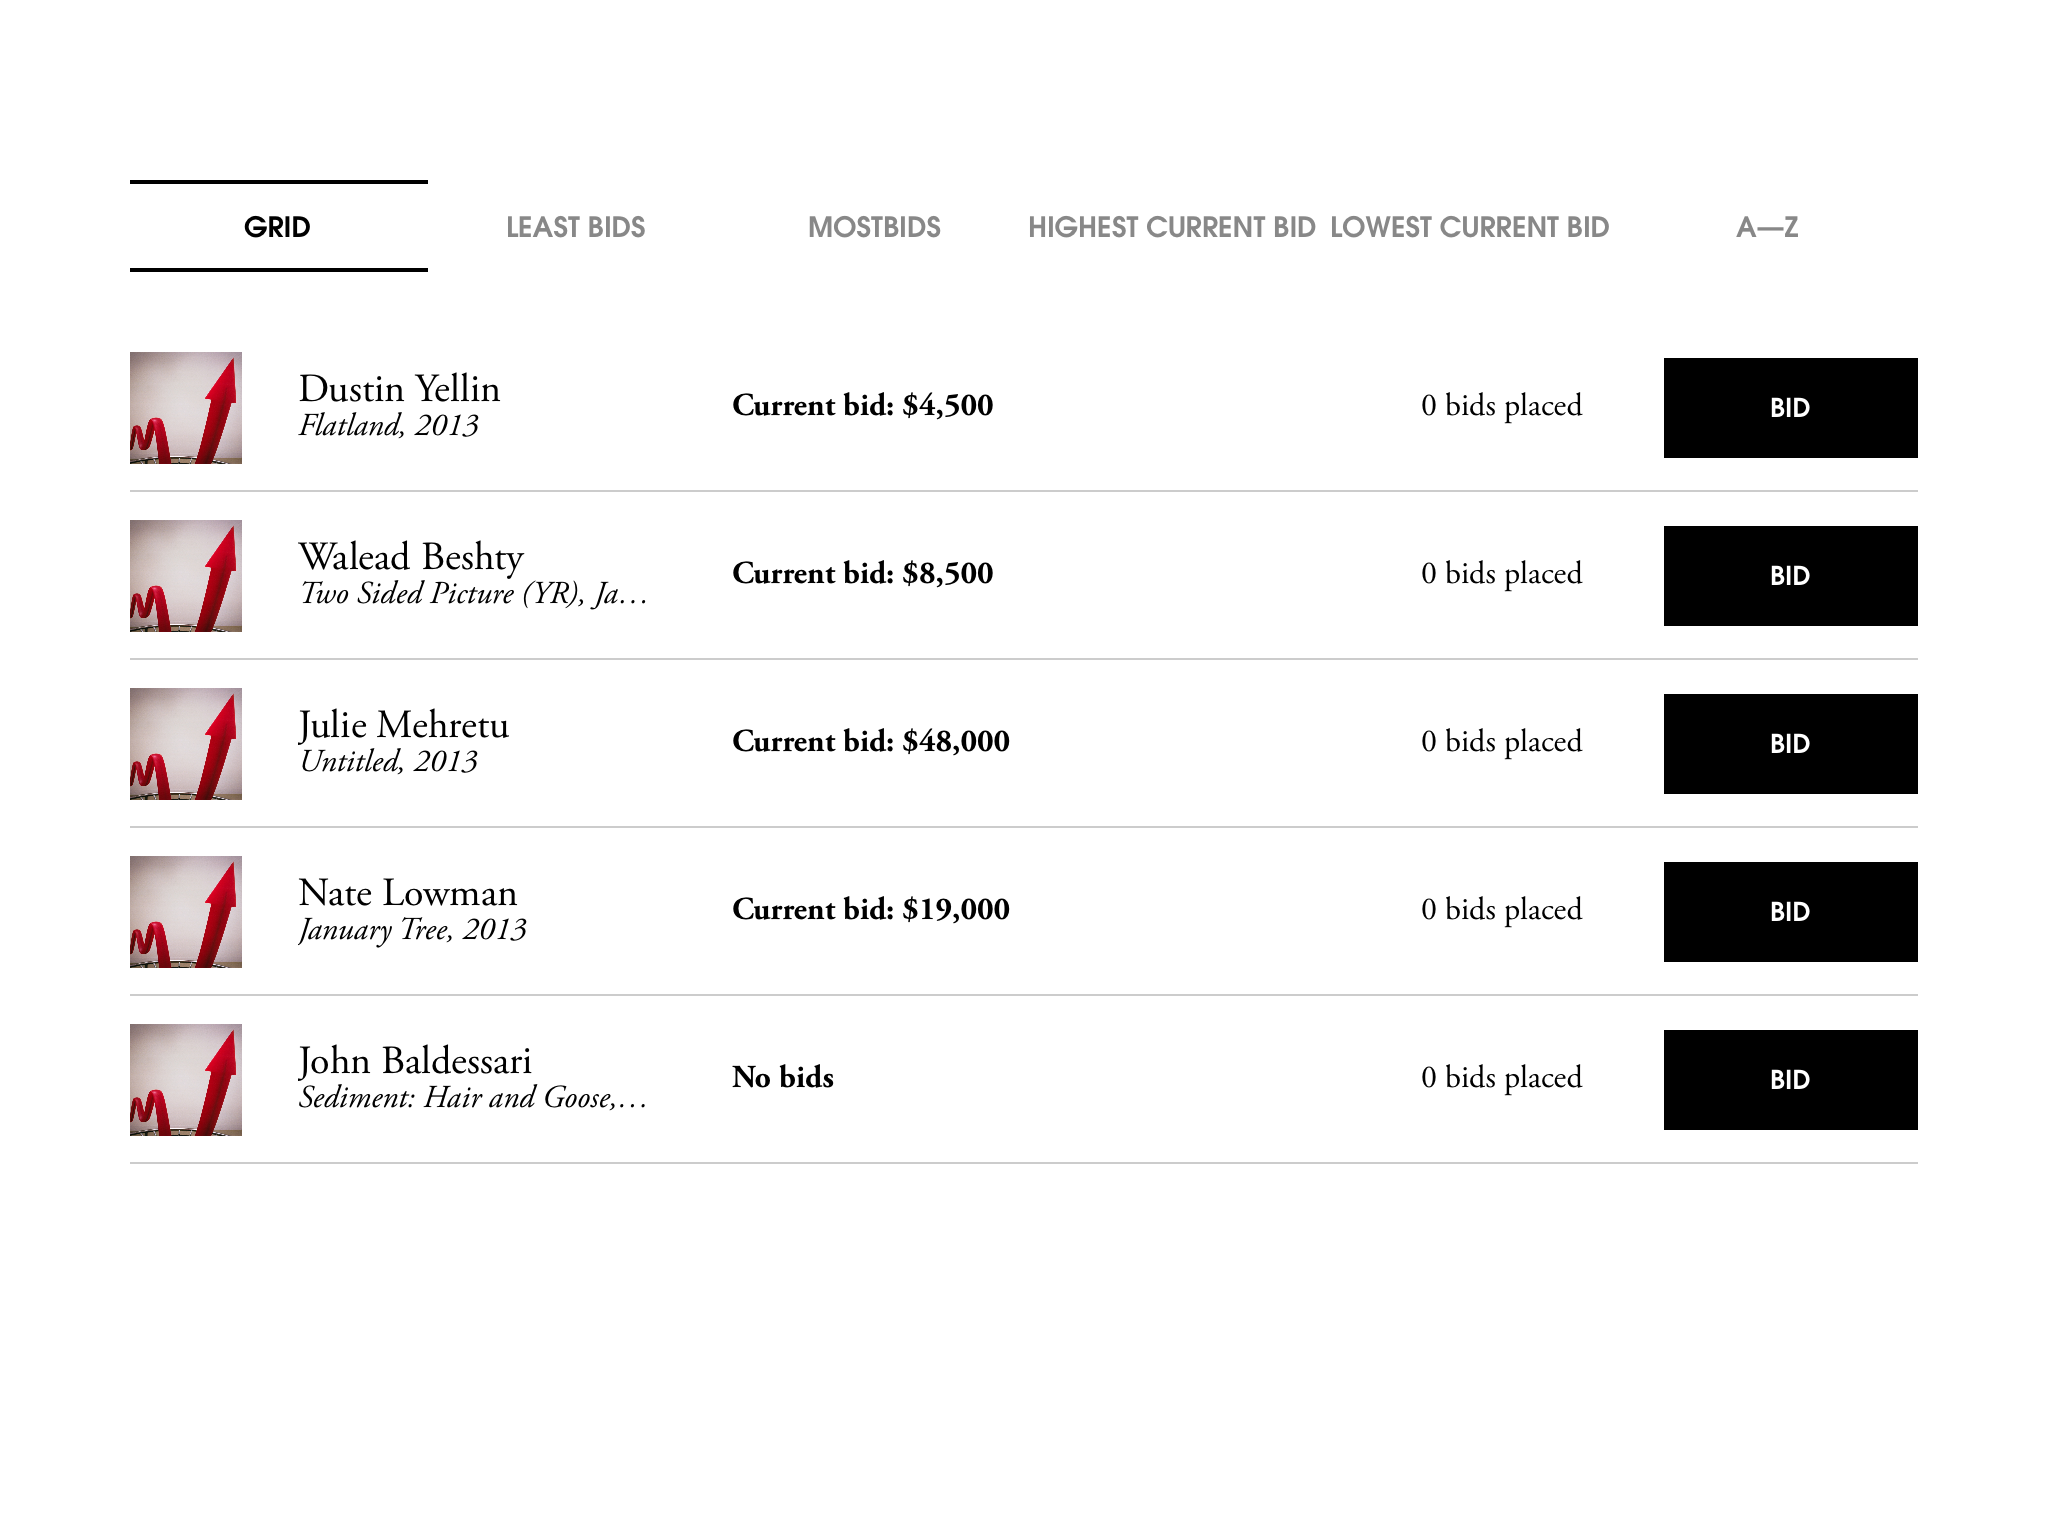 GRID LEAST BIDS MOSTBIDS HIGHEST CURRENT BID LOWEST CURRENT BID A—Z
Dustin Yellin
Flatland, 2013
Current bid: $4,500
0 bids placed
BID
Walead Beshty
Two Sided Picture (YR), Ja…
Current bid: $8,500
0 bids placed
BID
Julie Mehretu
Untitled, 2013
Current bid: $48,000
0 bids placed
BID
Nate Lowman
January Tree, 2013
Current bid: $19,000
0 bids placed
BID
John Baldessari
Sediment: Hair and Goose,…
No bids
0 bids placed
BID